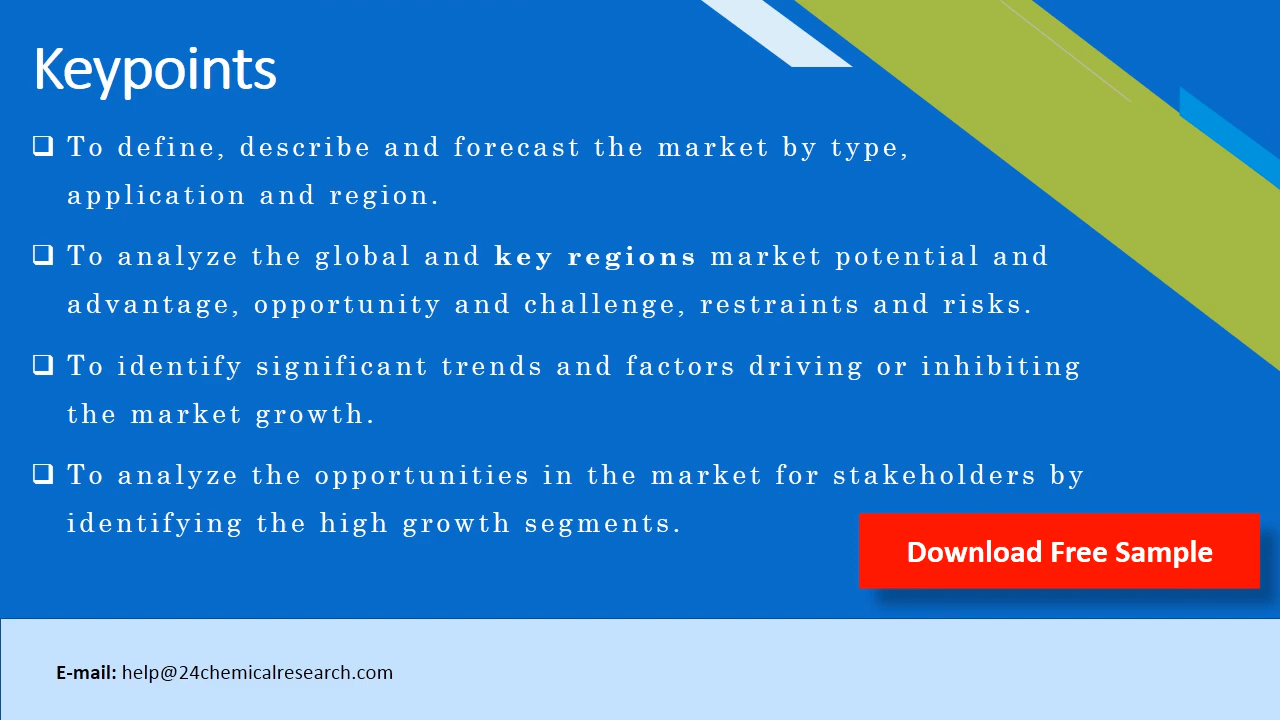 Keypoints
❑ To define, describe and forecast the market by type,
application and region.
❑ To analyze the global and key regions market potential and
advantage, opportunity and challenge, restraints and risks.
❑ To identify significant trends and factors driving or inhibiting
the market growth.
❑ To analyze the opportunities in the market for stakeholders by
identifying the high growth segments.
Download Free Sample
E-mail: help@24chemicalresearch.com